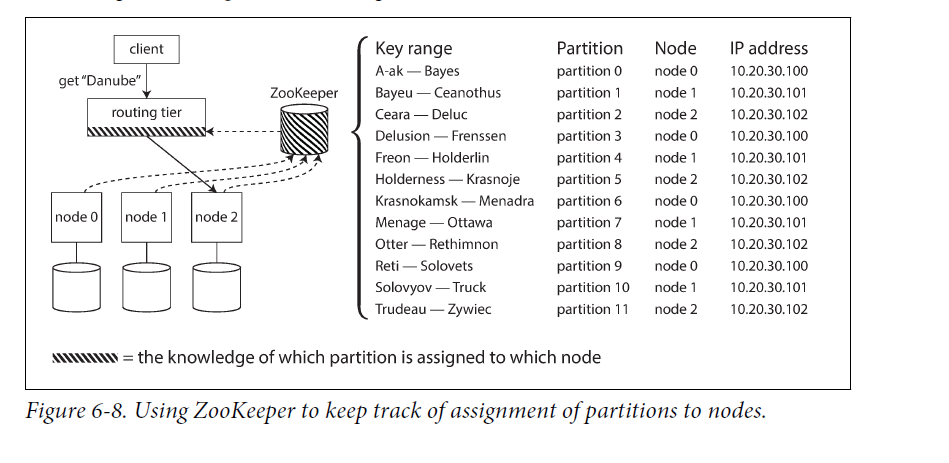 client
get “Danube”
routing tier
ZooKeeper
node 0 node 1 node 2
Key range Partition Node IP address
A-ak — Bayes partition 0 node 0 10.20.30.100
Bayeu — Ceanothus partition 1 node 1 10.20.30.101
Ceara — Deluc partition 2 node 2 10.20.30.102
Delusion — Frenssen partition 3 node 0 10.20.30.100
Freon — Holderlin partition 4 node 1 10.20.30.101
Holderness — Krasnoje partition 5 node 2 10.20.30.102
Krasnokamsk — Menadra partition 6 node 0 10.20.30.100
Menage — Ottawa partition 7 node 1 10.20.30.101
Otter — Rethimnon partition 8 node 2 10.20.30.102
Reti — Solovets partition 9 node 0 10.20.30.100
Solovyov — Truck partition 10 node 1 10.20.30.101
Trudeau — Zywiec partition 11 node 2 10.20.30.102
= the knowledge of which partition is assigned to which node
Figure 6-8. Using ZooKeeper to keep track of assignment of partitions to nodes.